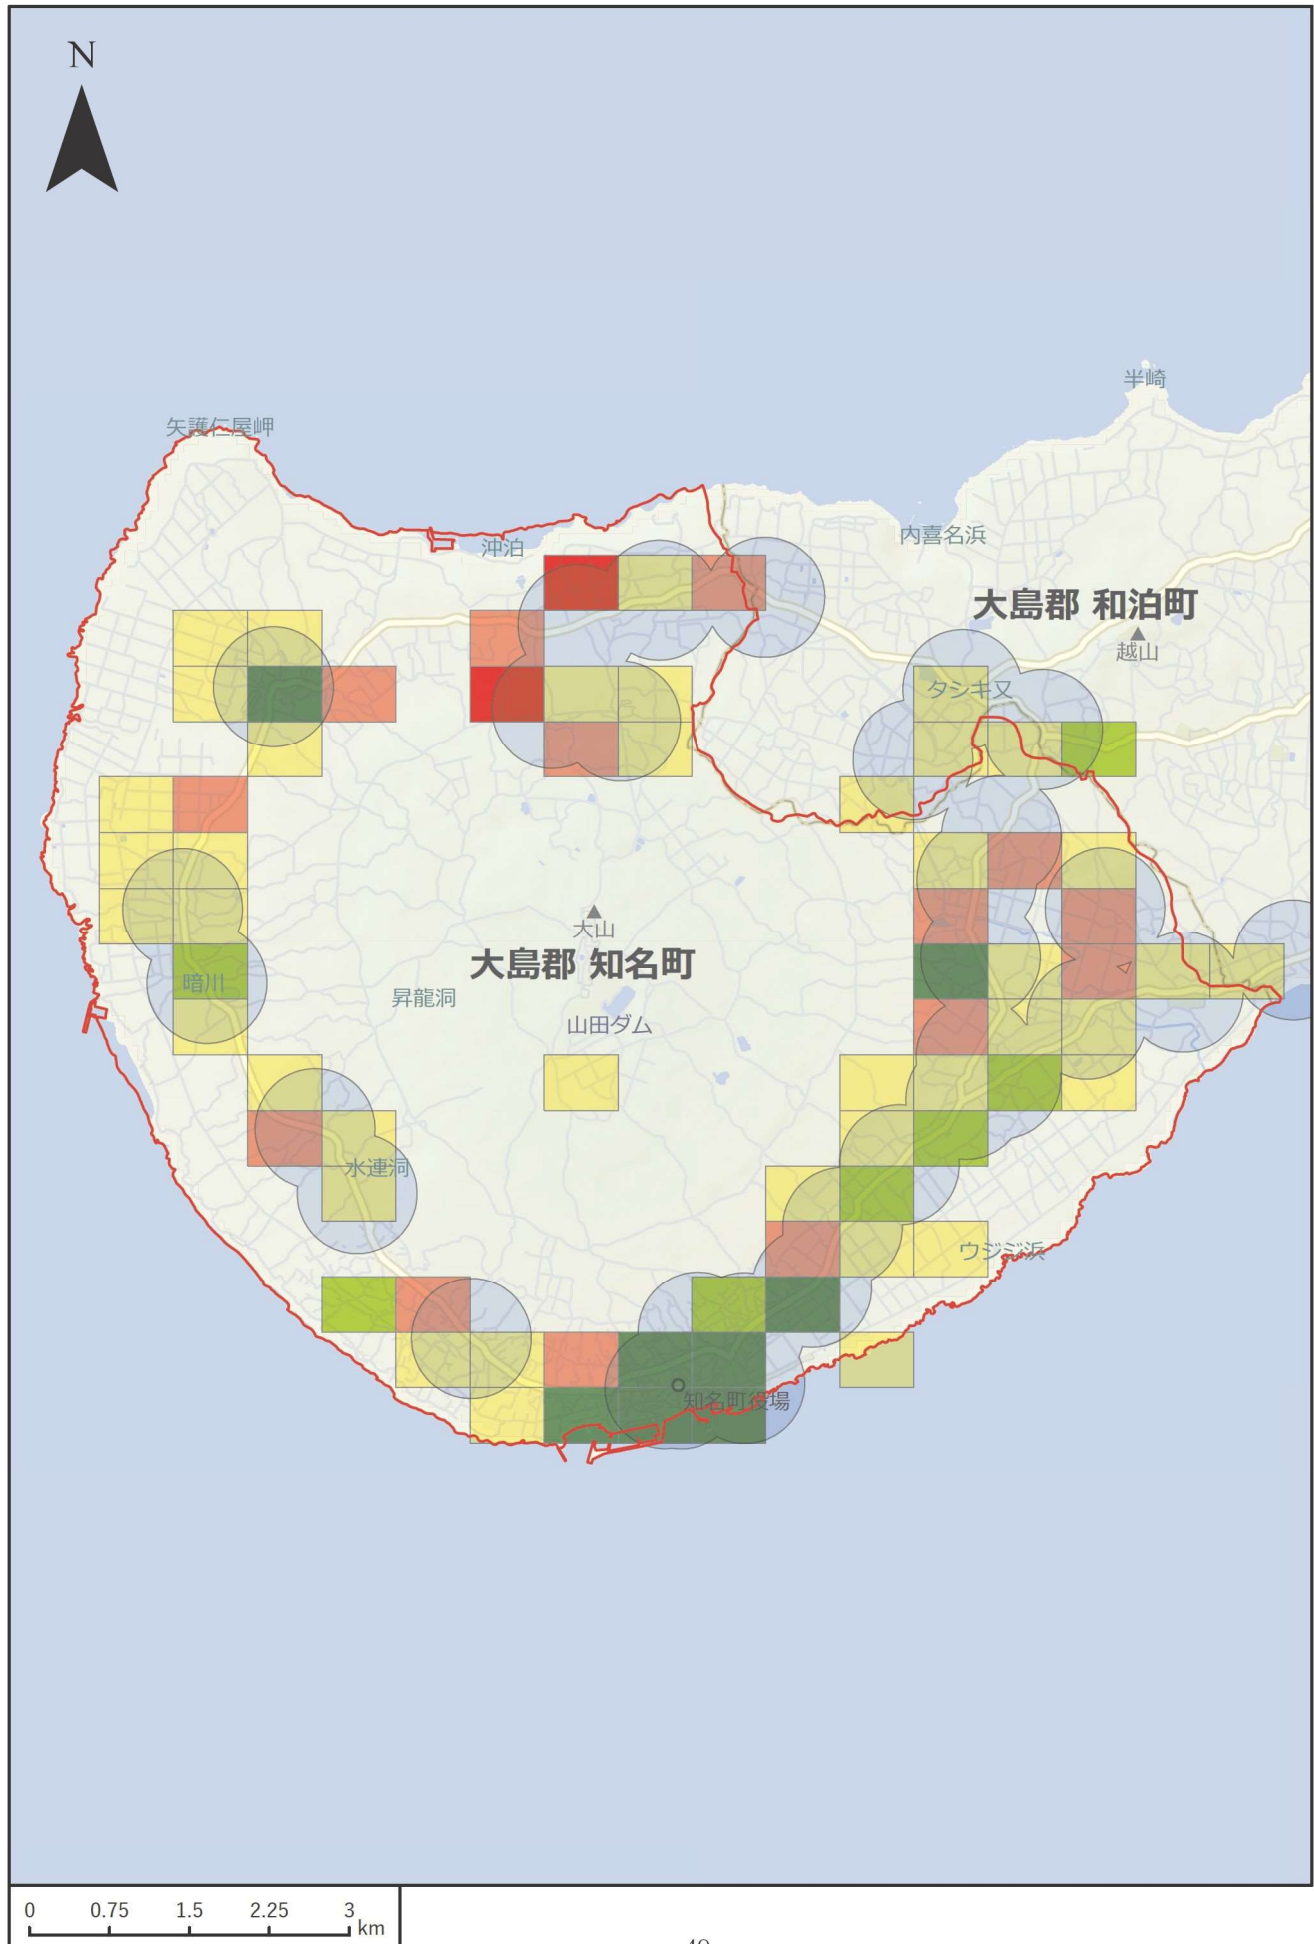 N
半崎
矢護仁屋岬
内喜名浜
沖泊
大島郡 和泊町
越山
タシキ又
大山
大島郡 知名町
暗川
昇龍洞
山田ダム
水連洞
ウジジ浜
知名町役場
0 0.75 1.5 2.25 3 km